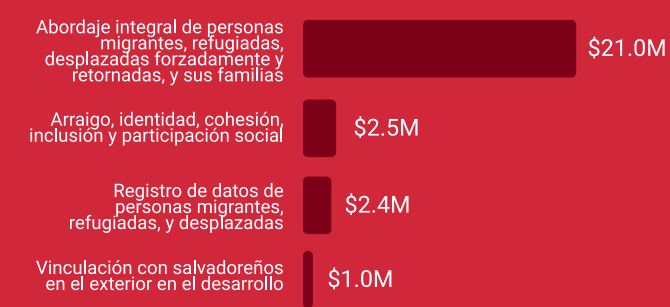 Abordaje integral de personas
migrantes, refugiadas,
desplazadas forzadamente y
retornadas, y sus familias
$21.0M
Arraigo, identidad, cohesión,
inclusión y participación social
$2.5M
Registro de datos de
personas migrantes,
refugiadas, y desplazadas
$2.4M
Vinculación con salvadoreños
en el exterior en el desarrollo
$1.0M